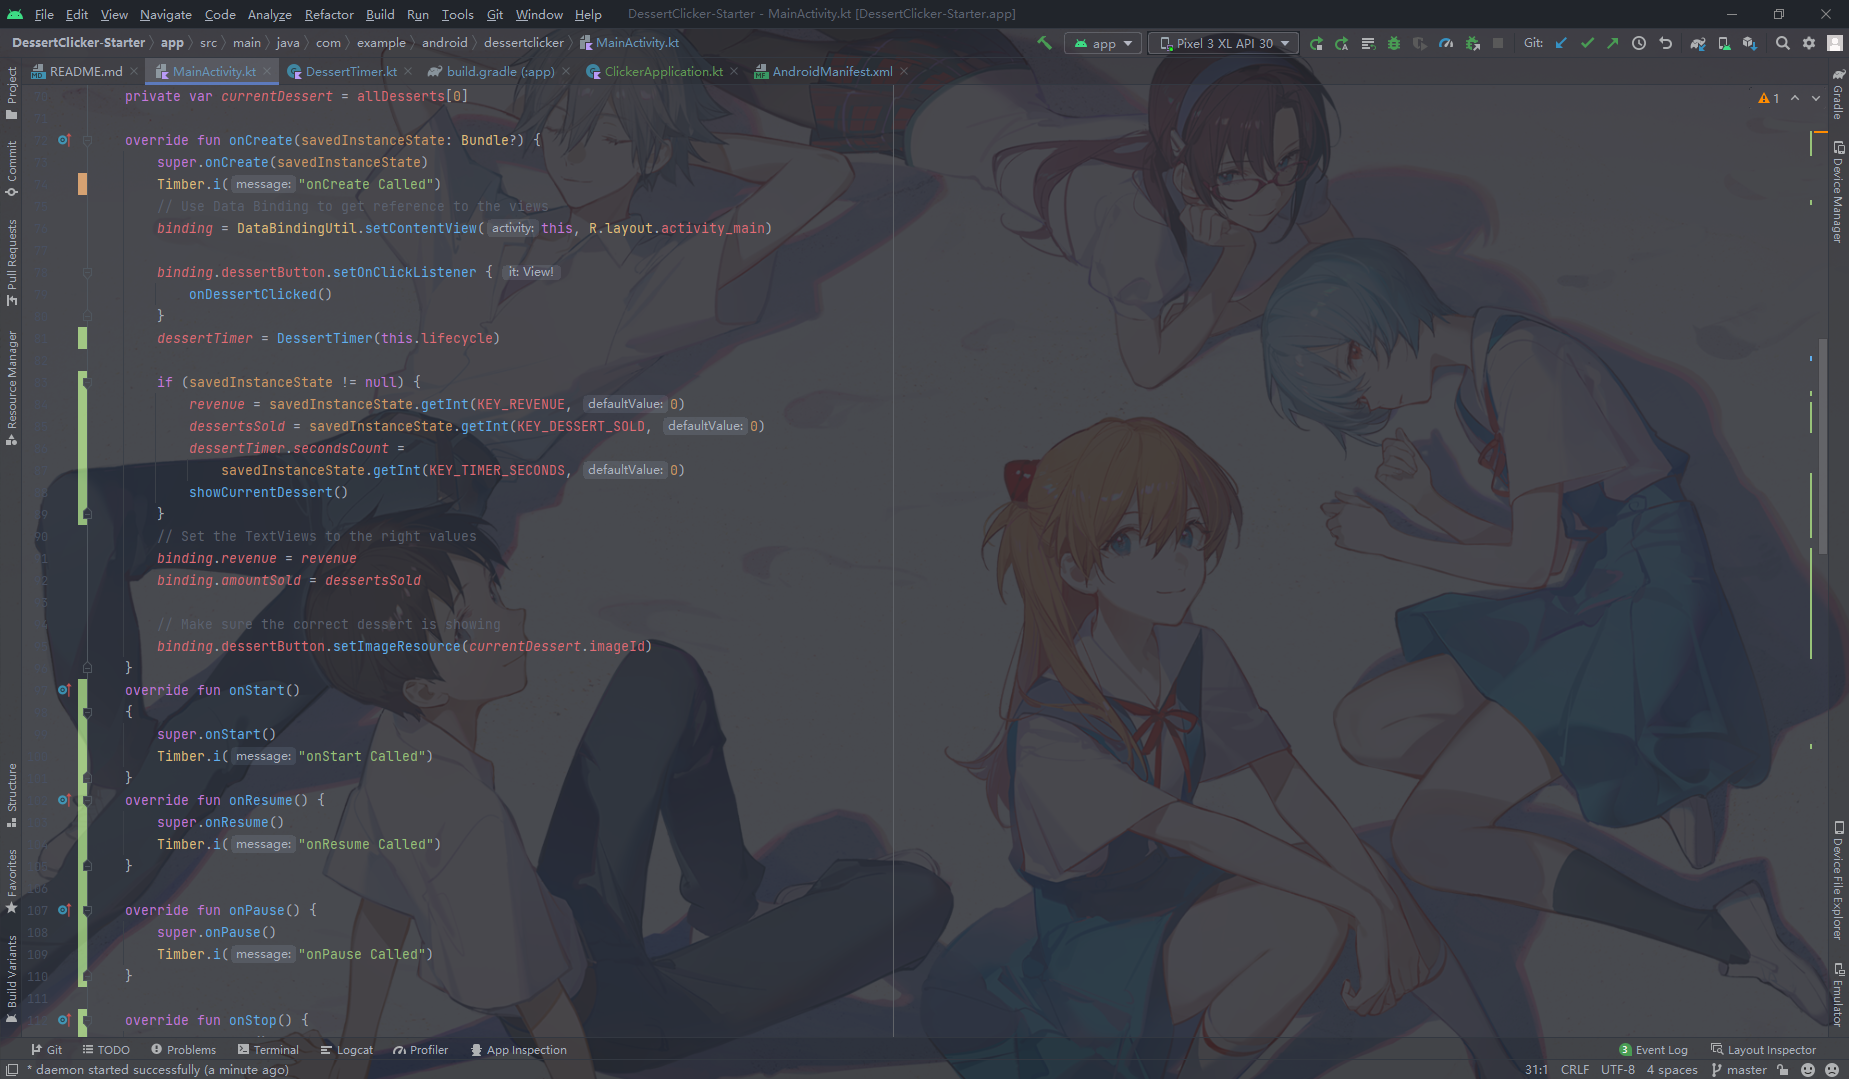 File Edit View Navigate Code Analyze Refactor Build Run Tools Git Window Help DessertClicker-Starter - MainActivity.kt [DessertClicker-Starter.app]
DessertClicker-Starter app src main java com example android dessertclicker MainActivity.kt app Pixel 3 XL API 30 Git:
README.md MainActivity.kt DessertTimer.kt build.gradle (:app) ClickerApplication.kt AndroidManifest.xml
Project
Commit
Pull Requests
Resource Manager
Structure
Favorites
Build Variants
1
private var currentDessert = allDesserts[0]
override fun onCreate(savedInstanceState: Bundle?) {
super.onCreate(savedInstanceState)
Timber.i( message: "onCreate Called")
// Use Data Binding to get reference to the views
binding = DataBindingUtil.setContentView( activity: this, R.layout.activity_main)
binding.dessertButton.setOnClickListener { it: View!
onDessertClicked()
}
dessertTimer = DessertTimer(this.lifecycle)
if (savedInstanceState != null) {
revenue = savedInstanceState.getInt(KEY_REVENUE, defaultValue: 0)
dessertsSold = savedInstanceState.getInt(KEY_DESSERT_SOLD, defaultValue: 0)
dessertTimer.secondsCount =
savedInstanceState.getInt(KEY_TIMER_SECONDS, defaultValue: 0)
showCurrentDessert()
}
// Set the TextViews to the right values
binding.revenue = revenue
binding.amountSold = dessertsSold
// Make sure the correct dessert is showing
binding.dessertButton.setImageResource(currentDessert.imageId)
}
override fun onStart()
{
super.onStart()
Timber.i( message: "onStart Called")
}
override fun onResume() {
super.onResume()
Timber.i( message: "onResume Called")
}
106
107 override fun onPause() {
108 super.onPause()
109 Timber.i( message: "onPause Called")
110 }
111
override fun onStop() {
Gradle
Device Manager
Device File Explorer
Emulator
Git TODO Problems Terminal Logcat Profiler App Inspection 3 Event Log Layout Inspector
* daemon started successfully (a minute ago) 31:1 CRLF UTF-8 4 spaces master